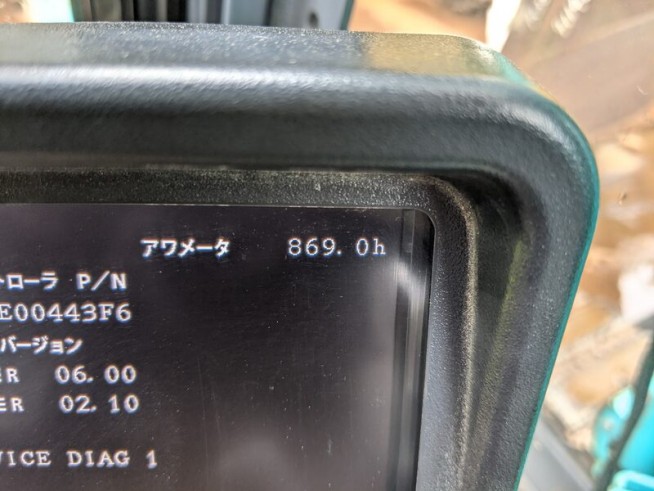 アワメータ 869.0h
トローラ P/N
E00443F6
バージョン
ER 06.00
ER 02.10
VICE DIAG 1